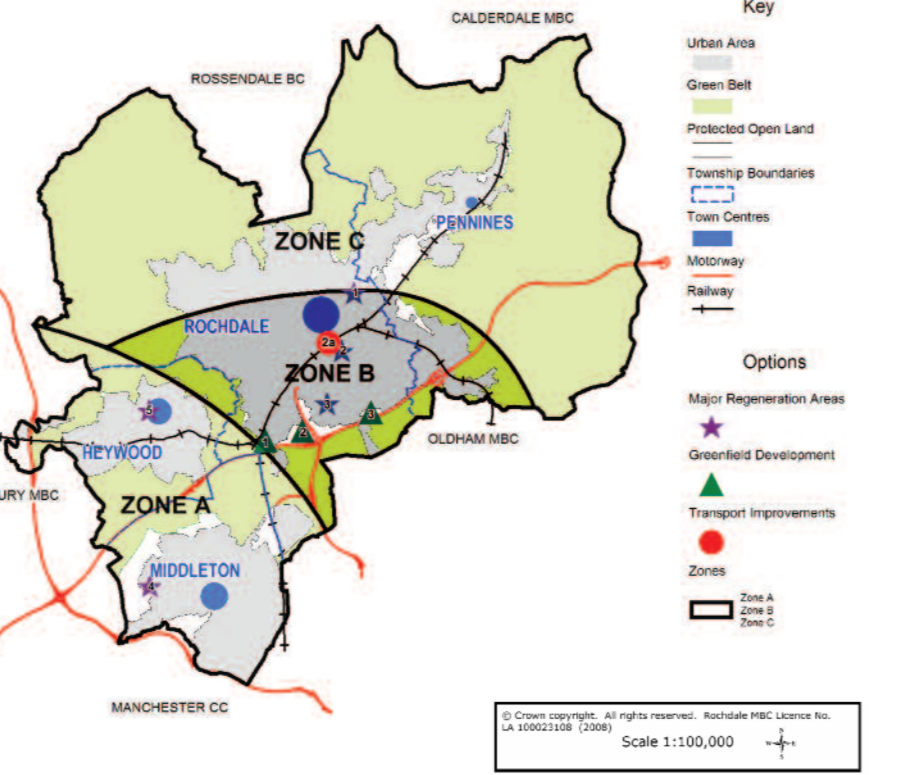 CALDERDALE MBC
ROSSENDALE BC
PENNINES
ZONE C
1
ROCHDALE
2a
2
ZONE B
3
3
5
2
1
OLDHAM MBC
HEYWOOD
URY MBC
ZONE A
MIDDLETON
4
MANCHESTER CC
Key
Urban Area
Green Belt
Protected Open Land
Township Boundaries
Town Centres
Motorway
Railway
Options
Major Regeneration Areas
Greenfield Development
Transport Improvements
Zones
Zone A
Zone B
Zone C
© Crown copyright. All rights reserved. Rochdale MBC Licence No.
LA 100023108 (2008)
Scale 1:100,000
N
W E
S